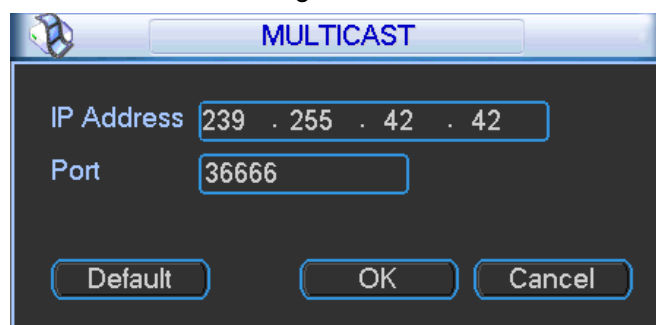 MULTICAST
IP Address 239 . 255 . 42 . 42
Port 36666
Default OK Cancel